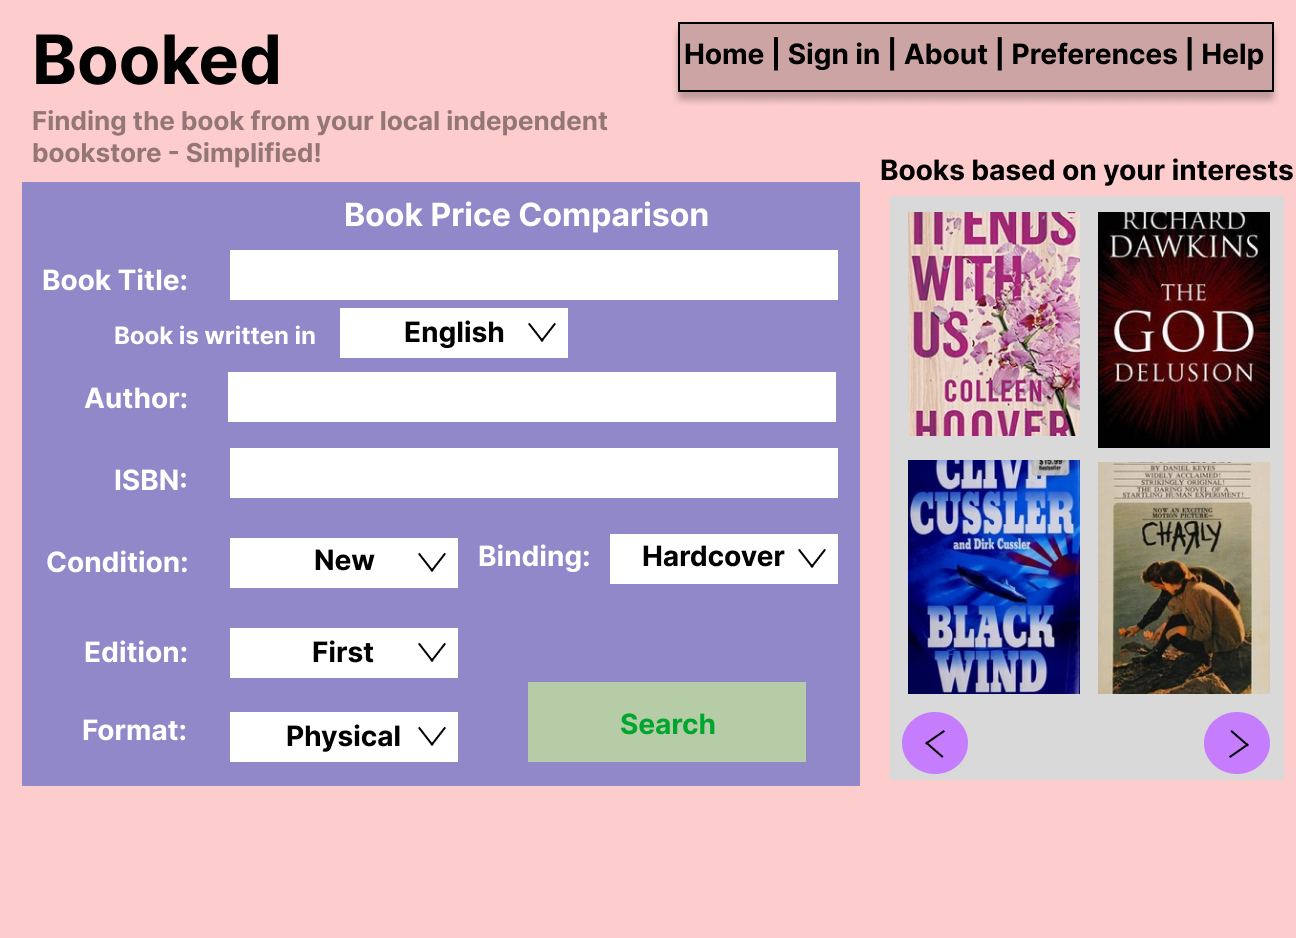 Booked
Home | Sign in | About | Preferences | Help
Finding the book from your local independent
bookstore - Simplified!
Book Price Comparison
Book Title:
Book is written in
English
Author:
ISBN:
Condition:
New
Binding:
Hardcover
Edition:
First
Format:
Physical
Search
Books based on your interests
IT ENDS
WITH
US
COLLEEN
HOOVER
RICHARD
DAWKINS
THE
GOD
DELUSION
$15.99
Bestseller
CLIVE
CUSSLER
and Dirk Cussler
BLACK
WIND
BY DANIEL KEYES
WIDELY ACCLAIMED!
STRIKINGLY ORIGINAL!
THE DARING NOVEL OF A
STARTLING HUMAN EXPERIMENT!
NOW AN EXCITING
MOTION PICTURE—
CHARLY